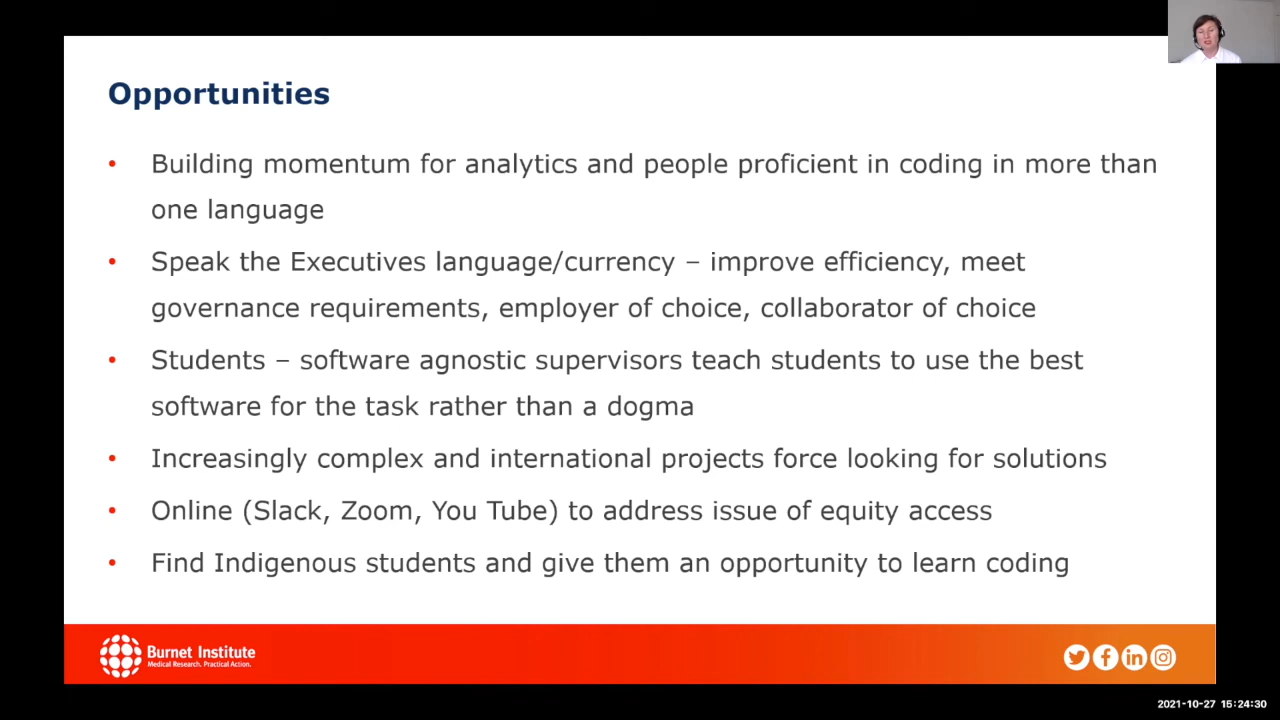 Opportunities
• Building momentum for analytics and people proficient in coding in more than
one language
• Speak the Executives language/currency – improve efficiency, meet
governance requirements, employer of choice, collaborator of choice
• Students – software agnostic supervisors teach students to use the best
software for the task rather than a dogma
• Increasingly complex and international projects force looking for solutions
• Online (Slack, Zoom, You Tube) to address issue of equity access
• Find Indigenous students and give them an opportunity to learn coding
Burnet Institute
Medical Research. Practical Action.
2021-10-27 15:24:30